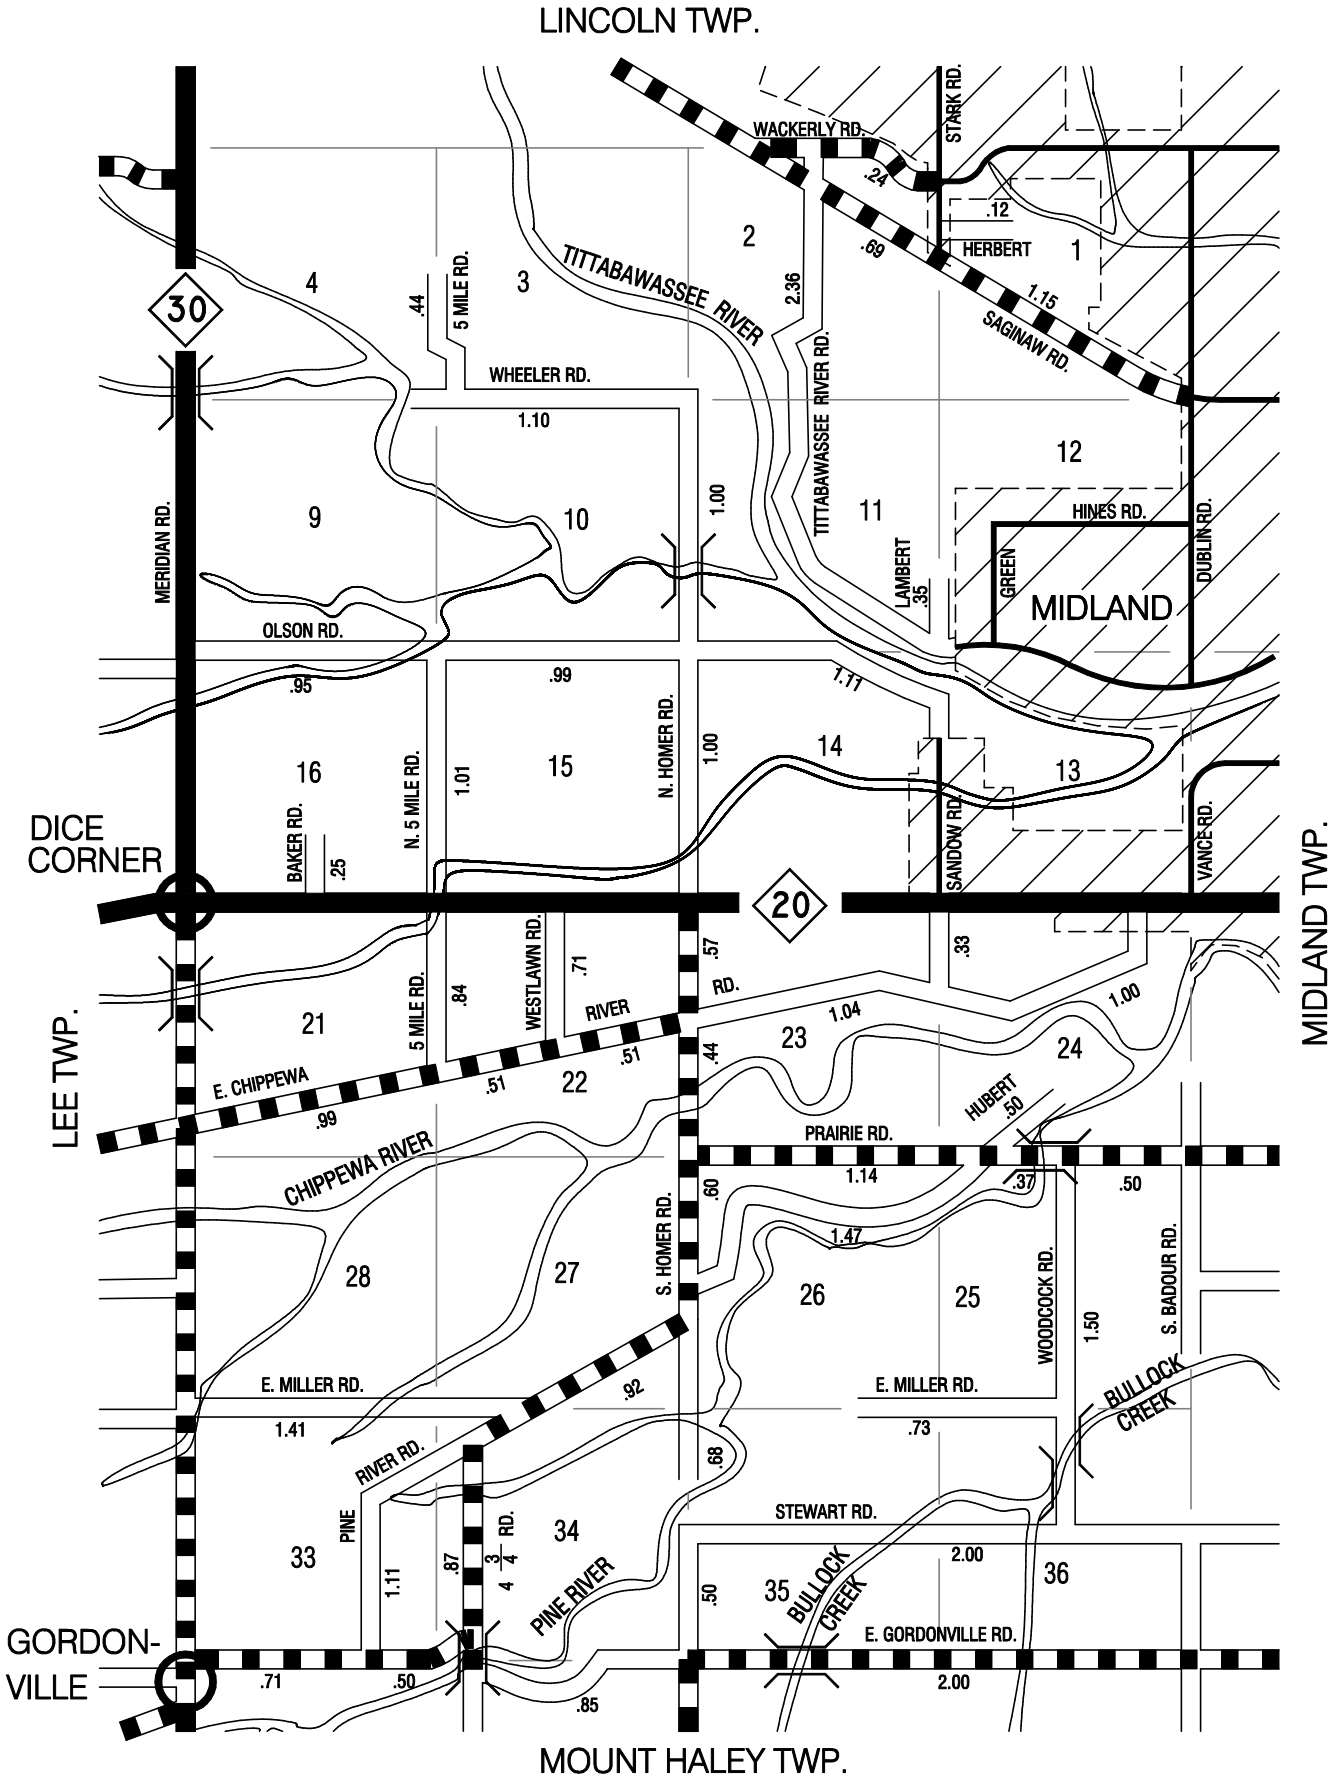 LINCOLN TWP.
WACKERLY RD.
STARK RD.
.24
.12
2
HERBERT
1
.69
4
.44
5 MILE RD.
3
TITTABAWASSEE RIVER
2.36
1.15
SAGINAW RD.
30
TITTABAWASSEE RIVER RD.
WHEELER RD.
1.10
12
MERIDIAN RD.
9
10
1.00
11
HINES RD.
DUBLIN RD.
LAMBERT
.35
GREEN
MIDLAND
OLSON RD.
.95
.99
1.11
N. HOMER RD.
1.00
14
13
16
N. 5 MILE RD.
1.01
15
DICE
CORNER
BAKER RD.
.25
SANDOW RD.
VANCE RD.
MIDLAND TWP.
20
WESTLAWN RD.
.71
.57
.33
5 MILE RD.
.84
RIVER
RD.
1.04
1.00
LEE TWP.
21
.51
23
24
.44
E. CHIPPEWA
.99
.51
22
HUBERT
.50
CHIPPEWA RIVER
PRAIRIE RD.
1.14
.37
.50
.60
S. HOMER RD.
1.47
28
27
26
25
WOODCOCK RD.
1.50
S. BADOUR RD.
E. MILLER RD.
1.41
.92
E. MILLER RD.
.73
BULLOCK
CREEK
RIVER RD.
.68
PINE
33
1.11
.87
4 3/4 RD.
34
STEWART RD.
2.00
36
.50
35
BULLOCK
CREEK
PINE RIVER
GORDON-
VILLE
E. GORDONVILLE RD.
.71
.50
.85
2.00
MOUNT HALEY TWP.